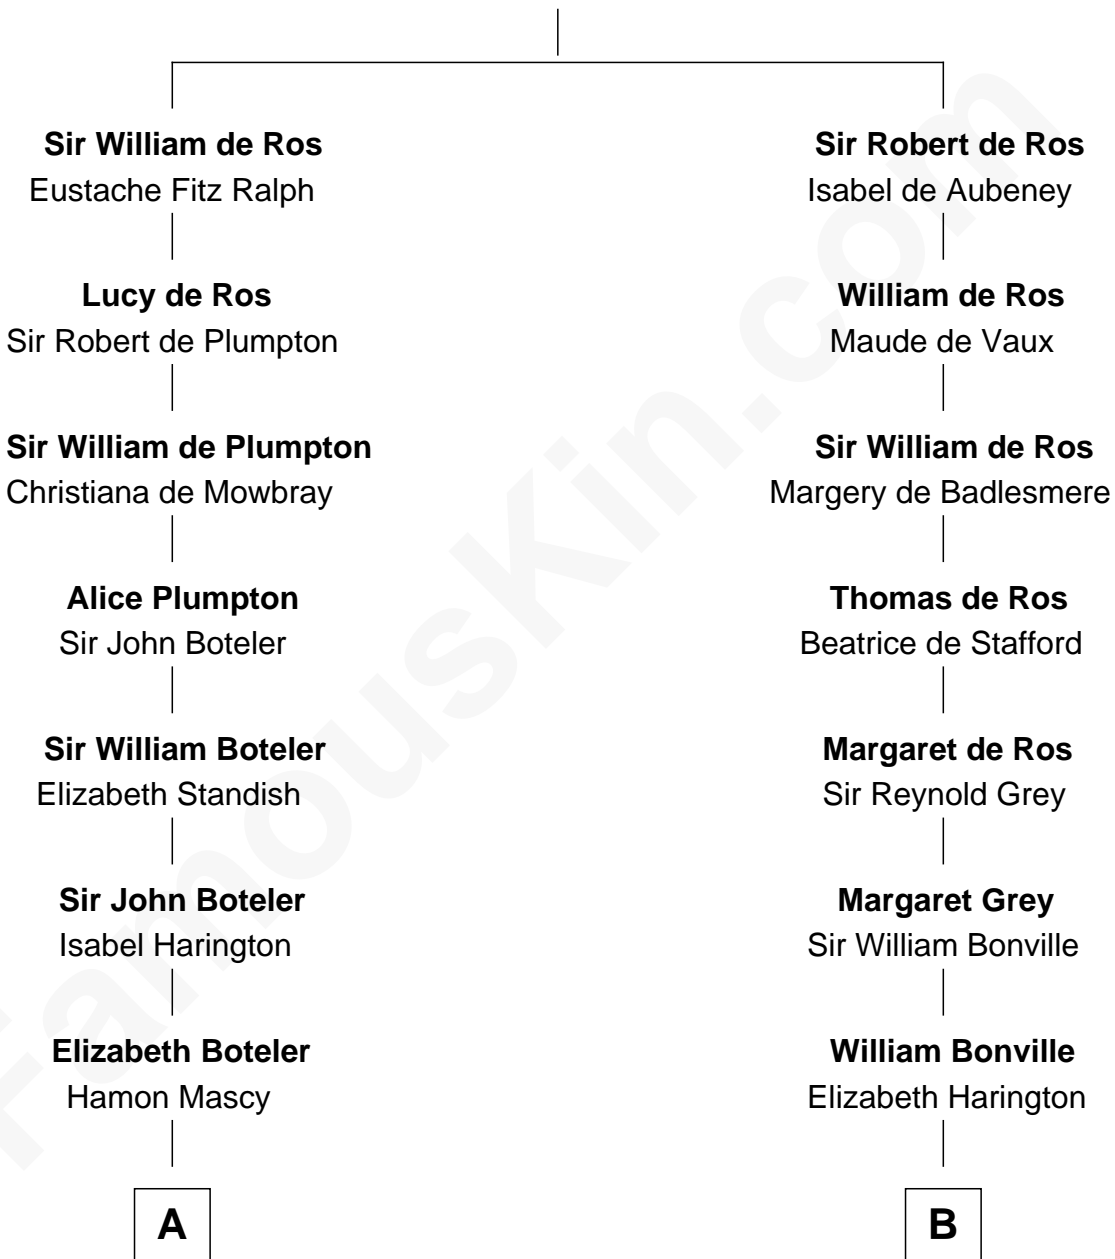 Sir William de Ros
Eustache Fitz Ralph
Lucy de Ros
Sir Robert de Plumpton
Sir William de Plumpton
Christiana de Mowbray
Alice Plumpton
Sir John Boteler
Sir William Boteler
Elizabeth Standish
Sir John Boteler
Isabel Harington
Elizabeth Boteler
Hamon Mascy
A
Sir Robert de Ros
Isabel de Aubeney
William de Ros
Maude de Vaux
Sir William de Ros
Margery de Badlesmere
Thomas de Ros
Beatrice de Stafford
Margaret de Ros
Sir Reynold Grey
Margaret Grey
Sir William Bonville
William Bonville
Elizabeth Harington
B
FamousKin.com